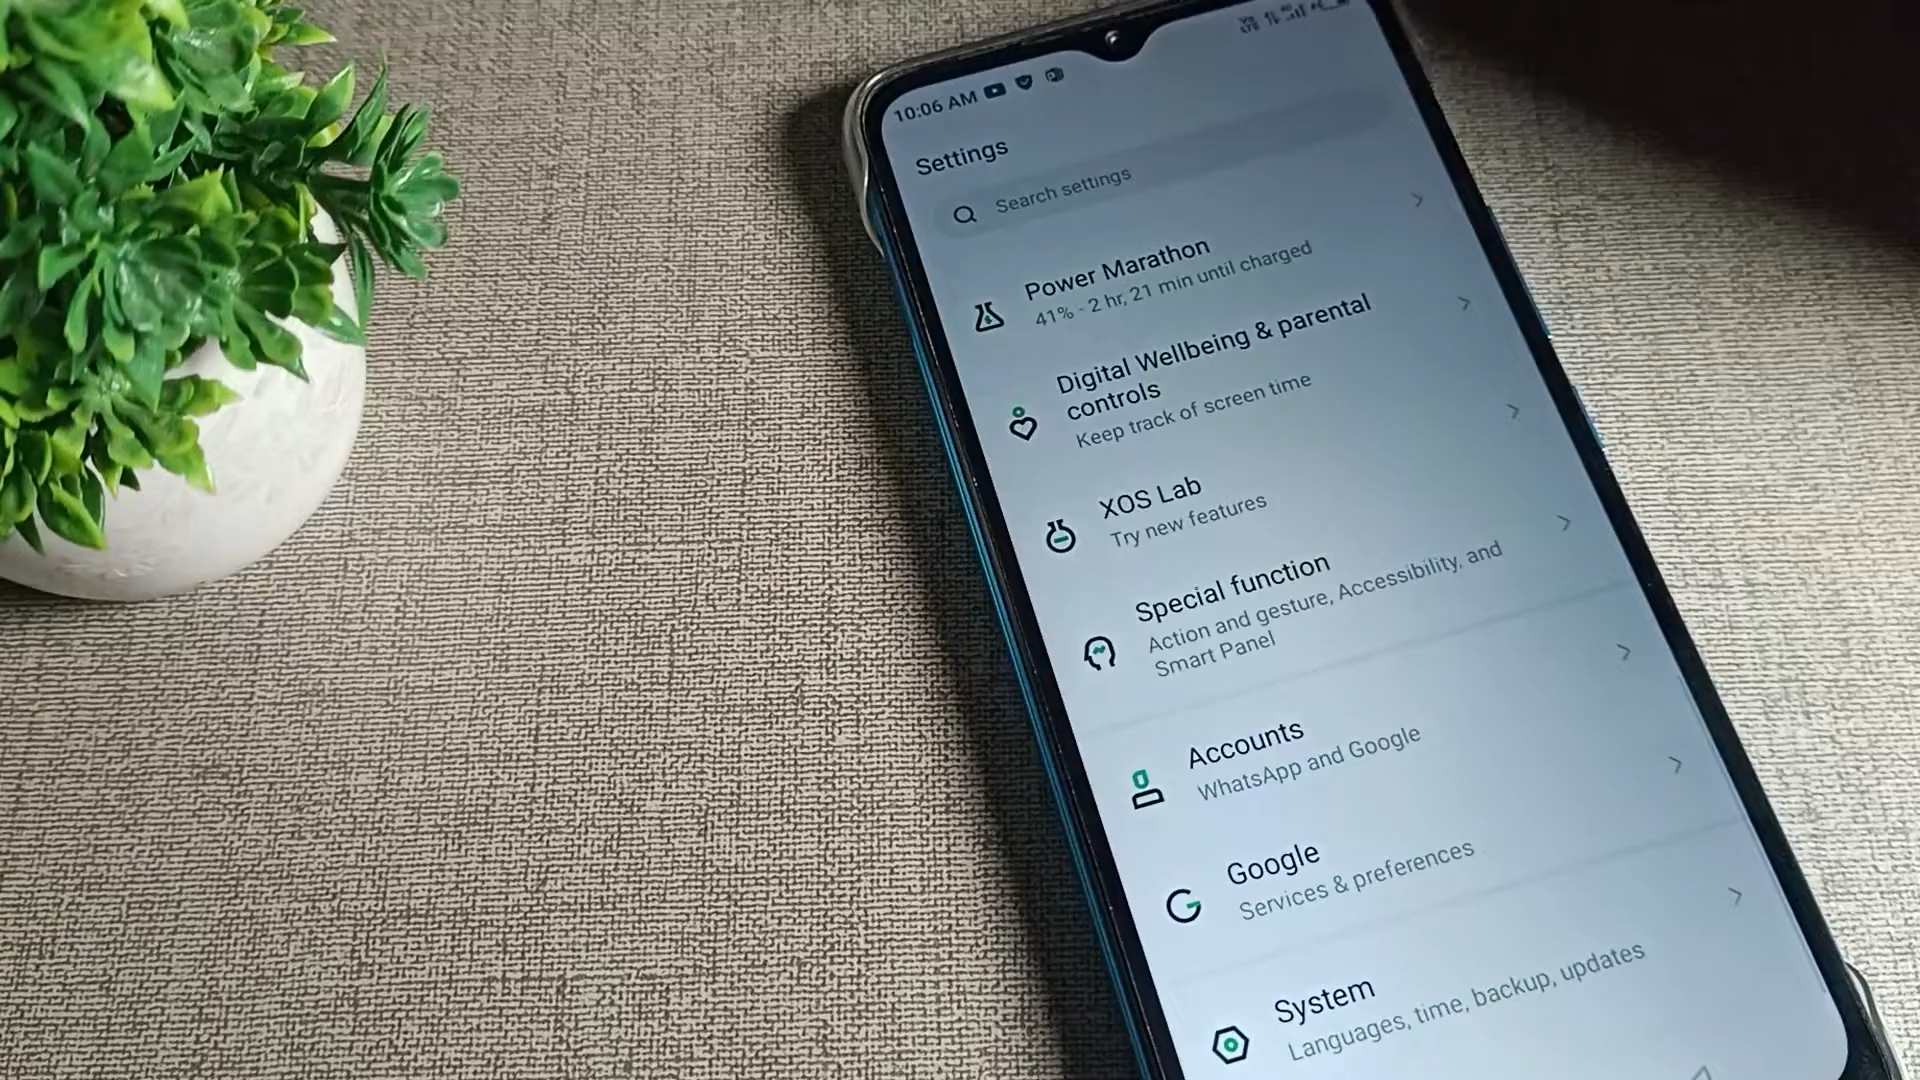 10:06 AM
Settings
Search settings
Power Marathon
41% - 2 hr, 21 min until charged
Digital Wellbeing & parental
controls
Keep track of screen time
XOS Lab
Try new features
Special function
Action and gesture, Accessibility, and
Smart Panel
Accounts
WhatsApp and Google
Google
Services & preferences
System
Languages, time, backup, updates